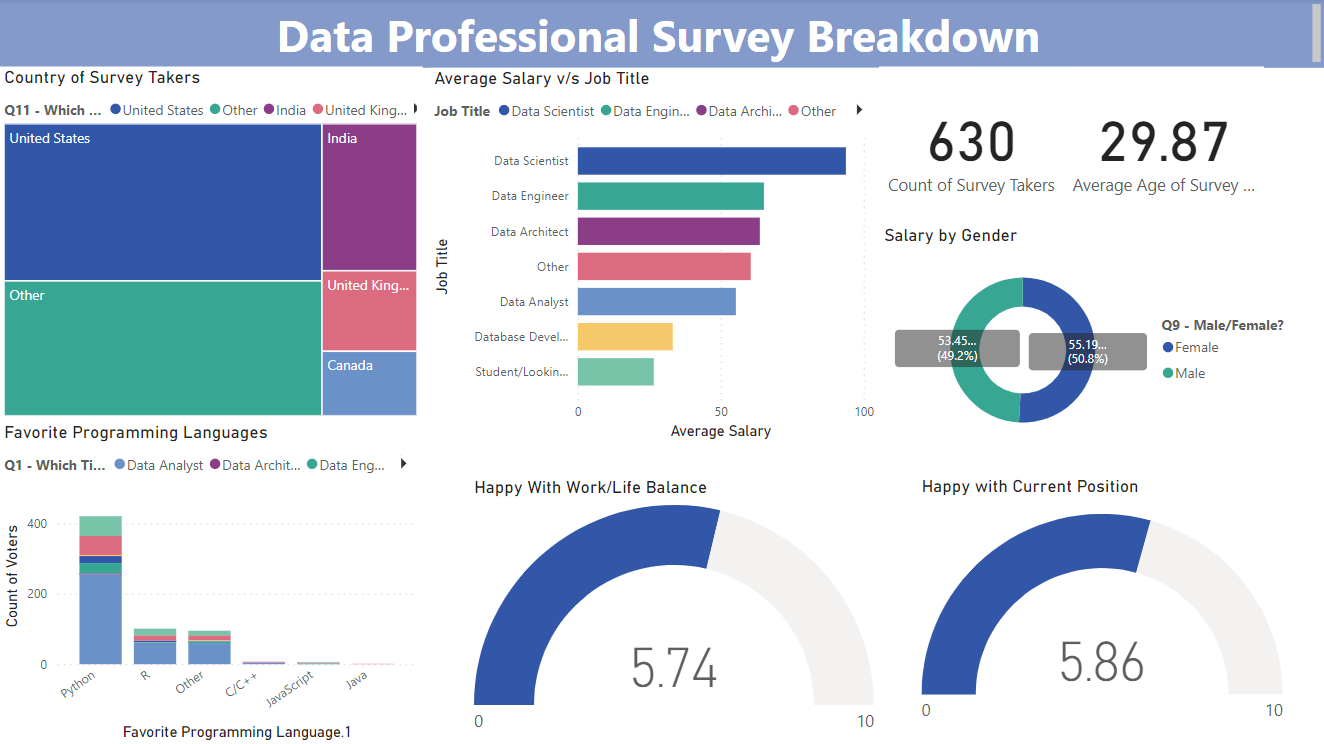 Data Professional Survey Breakdown
Country of Survey Takers
Q11 - Which ... United States Other India United King...
United States
India
Other
United King...
Canada
Average Salary v/s Job Title
Job Title Data Scientist Data Engin... Data Archi... Other
Job Title
Data Scientist
Data Engineer
Data Architect
Other
Data Analyst
Database Devel...
Student/Lookin...
0 50 100
Average Salary
630
Count of Survey Takers
29.87
Average Age of Survey ...
Salary by Gender
53.45...
(49.2%)
55.19...
(50.8%)
Q9 - Male/Female?
Female
Male
Favorite Programming Languages
Q1 - Which Ti... Data Analyst Data Archit... Data Eng...
Count of Voters
400
200
0
Python R Other C/C++ JavaScript Java
Favorite Programming Language.1
Happy With Work/Life Balance
5.74
0 10
Happy with Current Position
5.86
0 10